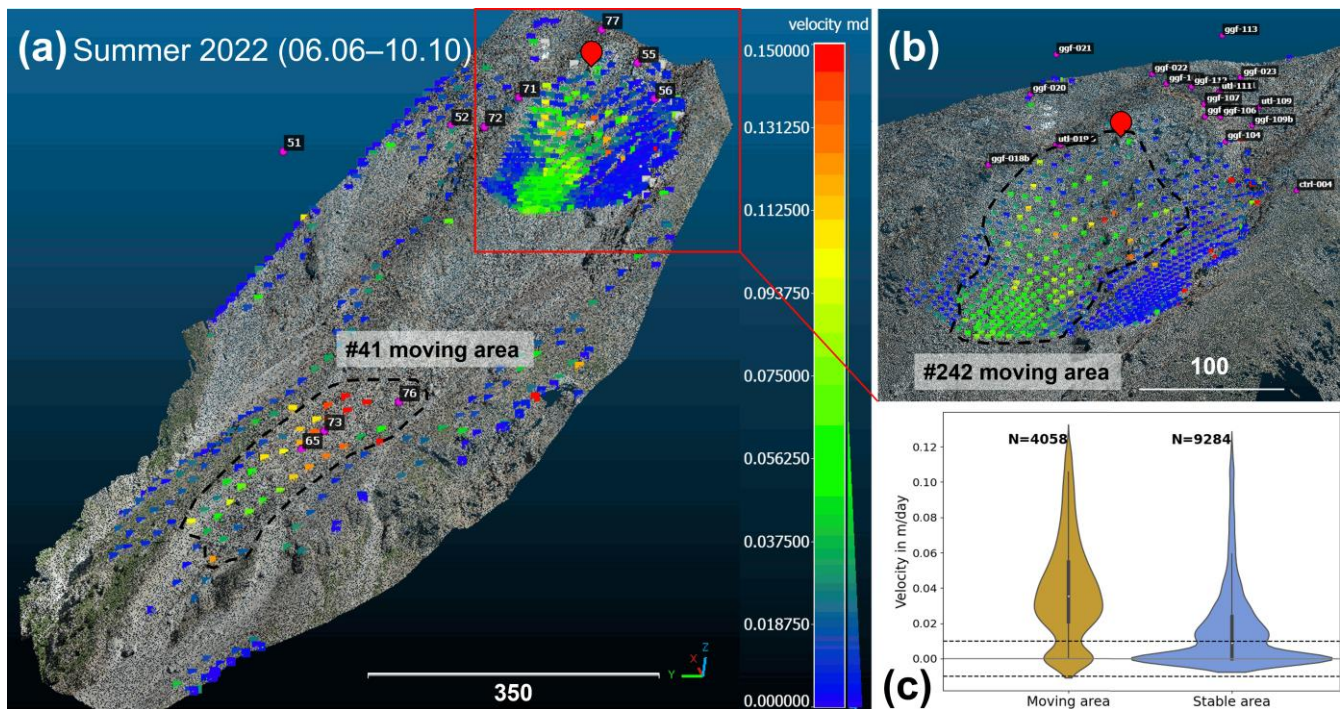 (a) Summer 2022 (06.06–10.10)
77
55
71
56
52
72
51
#41 moving area
76
73
65
350
Y
X
Z
velocity md
0.150000
0.131250
0.112500
0.093750
0.075000
0.056250
0.037500
0.018750
0.000000
(b)
ggf-113
ggf-021
ggf-022
ggf-023
ggf-020
utl-111
ggf-107
utl-109
ggf-106
ggf-109b
ggf-104
ggf-018b
ctrl-004
#242 moving area
100
N=4058
N=9284
Velocity in m/day
0.12
0.10
0.08
0.06
0.04
0.02
0.00
(c)
Moving area
Stable area